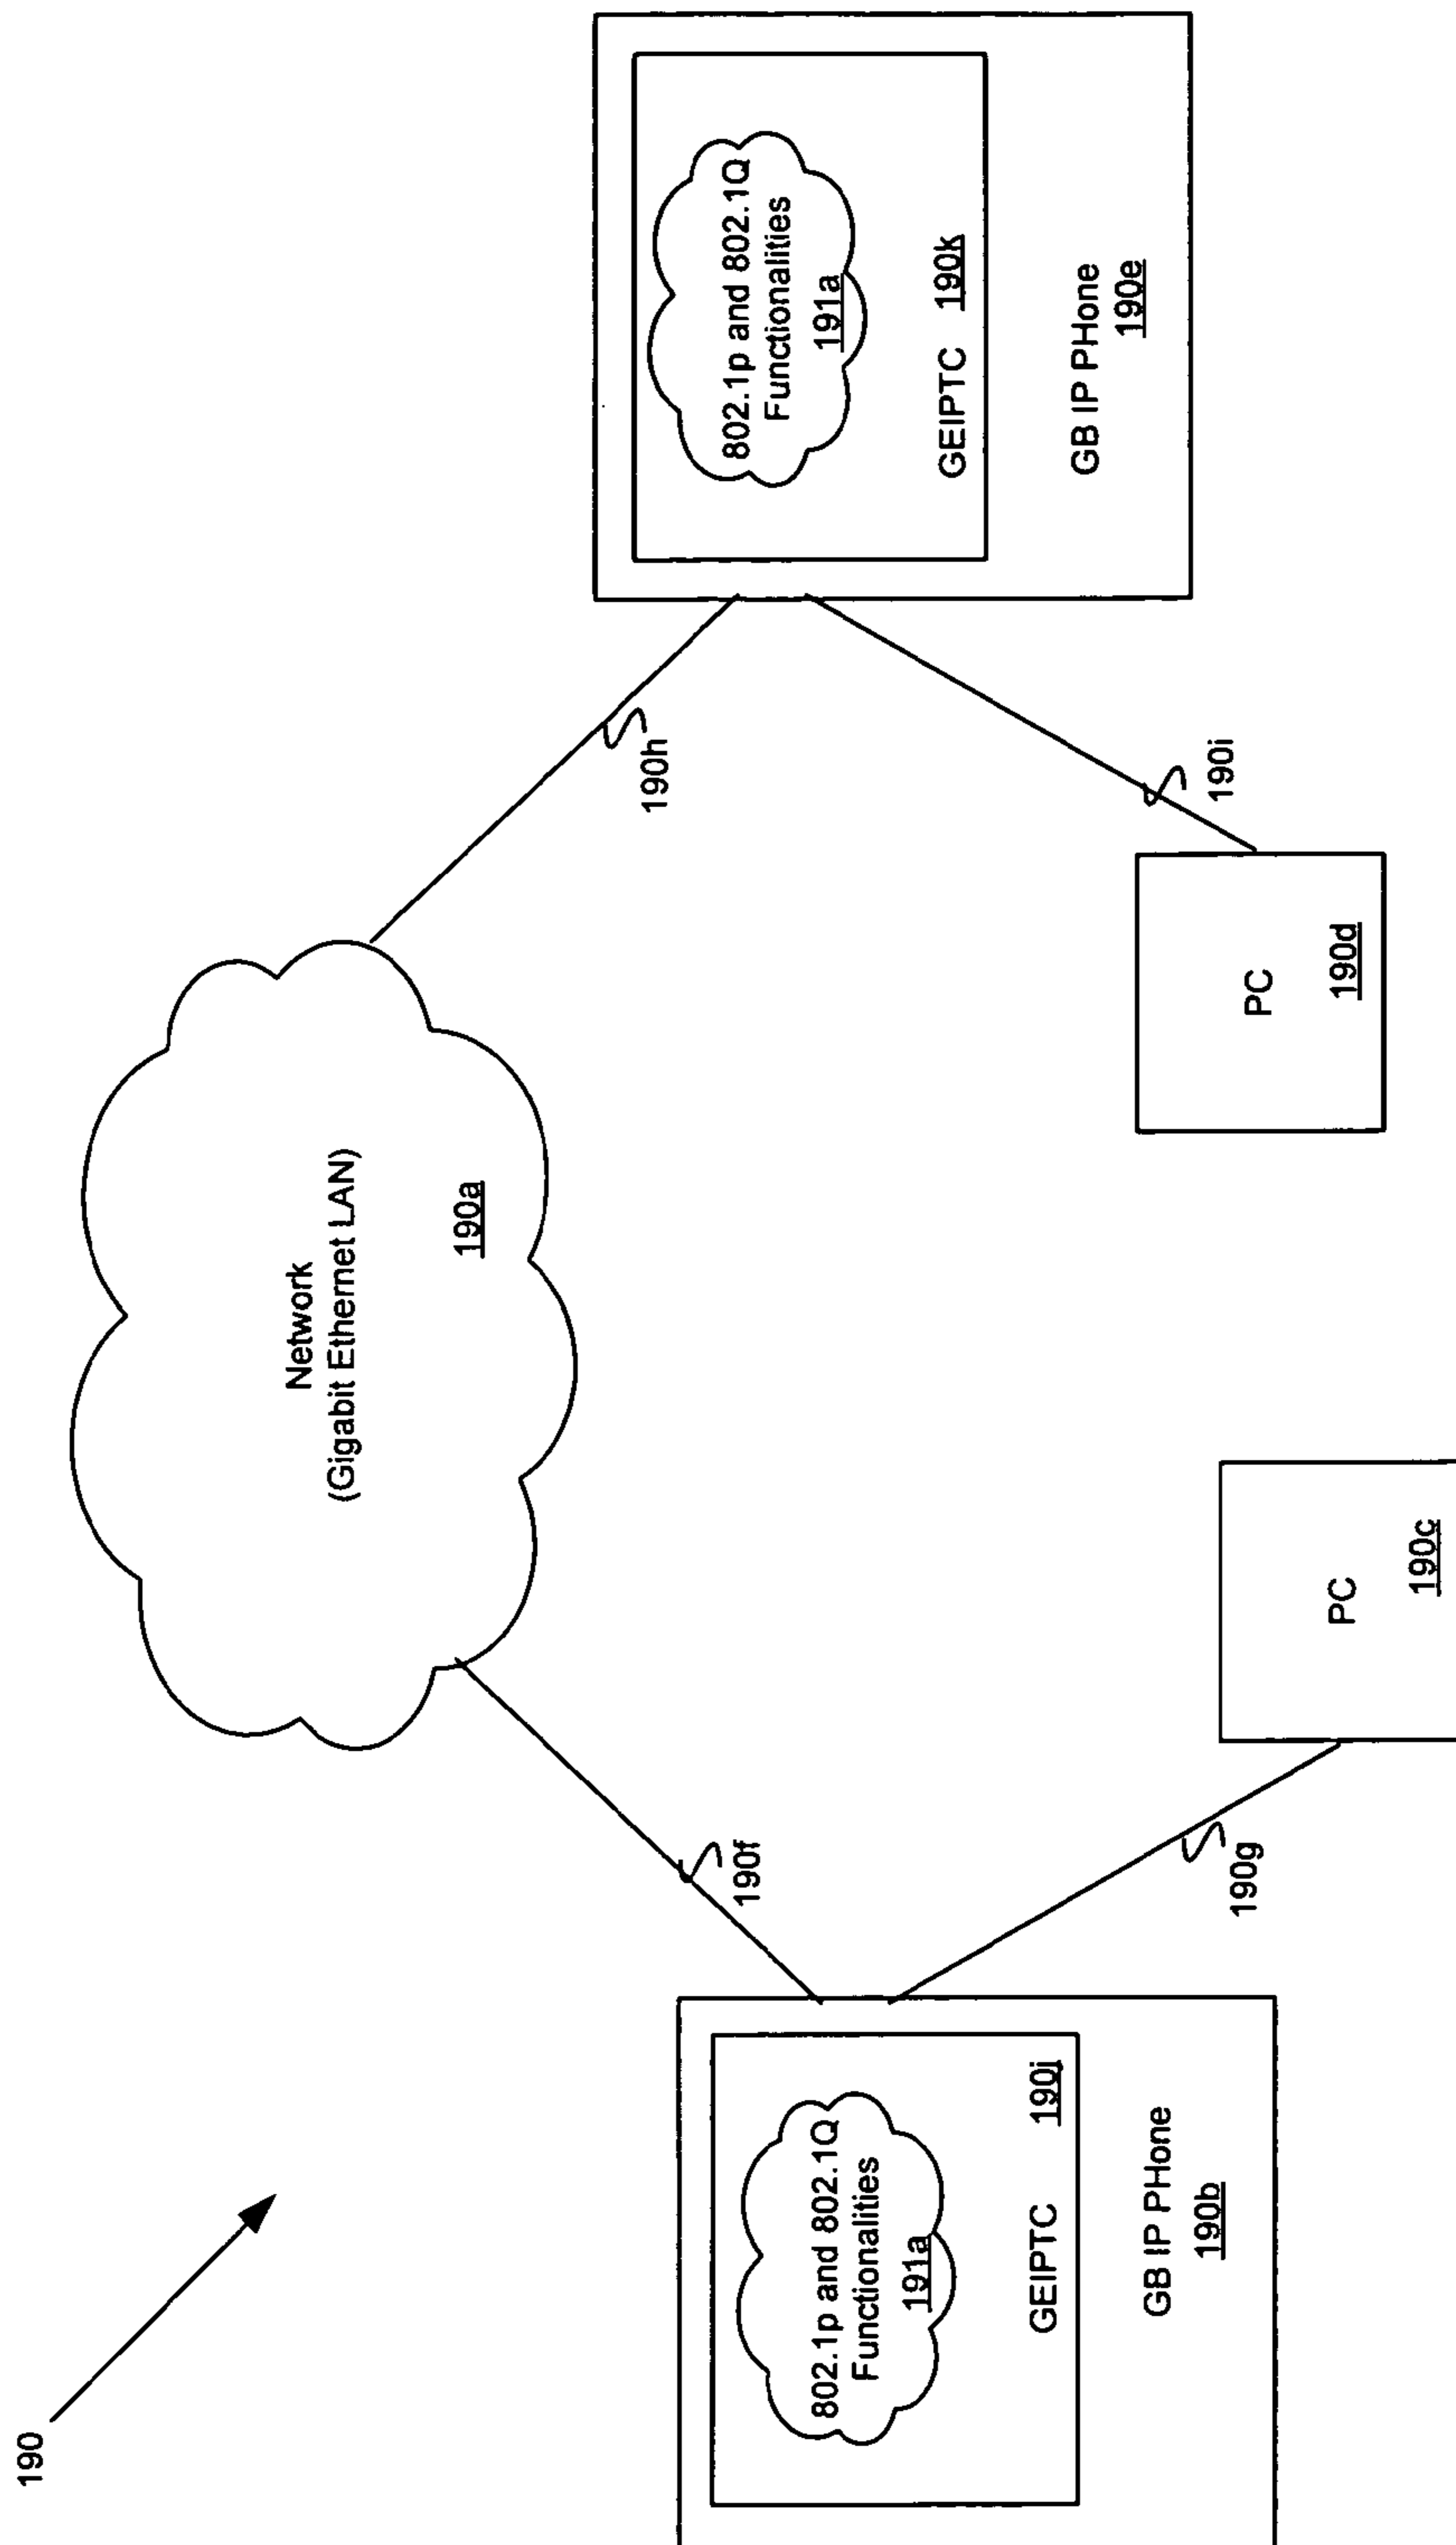 190
Network
(Gigabit Ethernet LAN)
190a
190f
190h
802.1p and 802.1Q
Functionalities
191a
GEIPTC
190j
GB IP PHone
190b
802.1p and 802.1Q
Functionalities
191a
GEIPTC
190k
GB IP PHone
190e
190g
190i
PC
190c
PC
190d